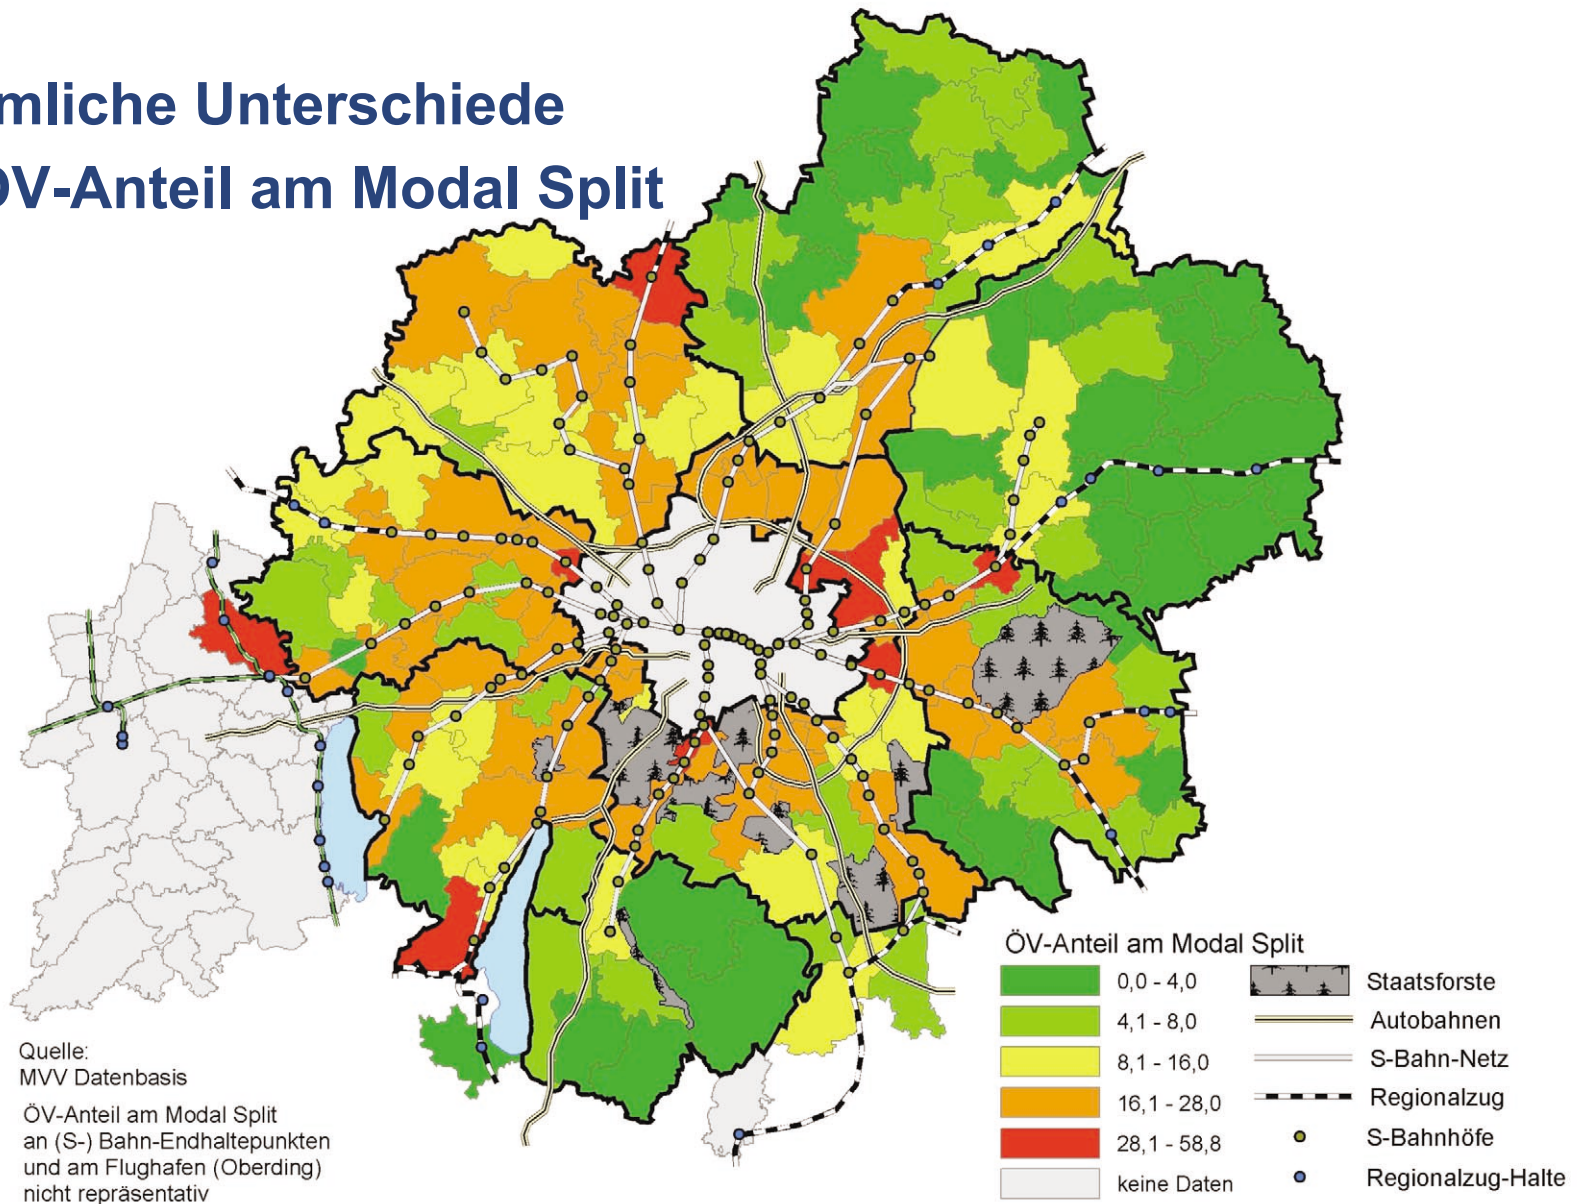 mliche Unterschiede
ÖV-Anteil am Modal Split
Quelle:
MVV Datenbasis
ÖV-Anteil am Modal Split
an (S-) Bahn-Endhaltepunkten
und am Flughafen (Oberding)
nicht repräsentativ
ÖV-Anteil am Modal Split
0,0 - 4,0
4,1 - 8,0
8,1 - 16,0
16,1 - 28,0
28,1 - 58,8
keine Daten
Staatsforste
Autobahnen
S-Bahn-Netz
Regionalzug
S-Bahnhöfe
Regionalzug-Halte